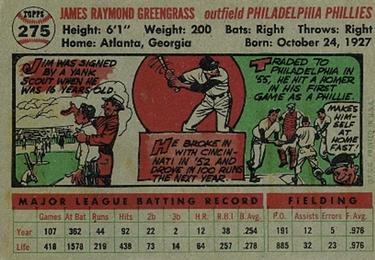 TOPPS
275
JAMES RAYMOND GREENGRASS outfield PHILADELPHIA PHILLIES
Height: 6'1" Weight: 200 Bats: Right Throws: Right
Home: Atlanta, Georgia Born: October 24, 1927
JIM WAS SIGNED
BY A YANK
SCOUT WHEN HE
WAS 16 YEARS OLD.
HE BROKE IN
WITH CINCIN-
NATI IN '52 AND
DROVE IN 100 RUNS
THE NEXT YEAR.
TRADED TO
PHILADELPHIA IN
'55, HE HIT A HOMER
IN HIS FIRST
GAME AS A PHILLIE.
MAKES
HIM-
SELF
AT
HOME
FAST!
MAJOR LEAGUE BATTING RECORD FIELDING
Games At Bat Runs Hits 2b 3b H.R. R.B.I B.Avg. P.O. Assists Errors F.Avg.
Year 107 362 44 92 22 2 12 38 .254 191 12 5 .976
Life 418 1578 219 438 73 14 64 257 .278 885 32 23 .976